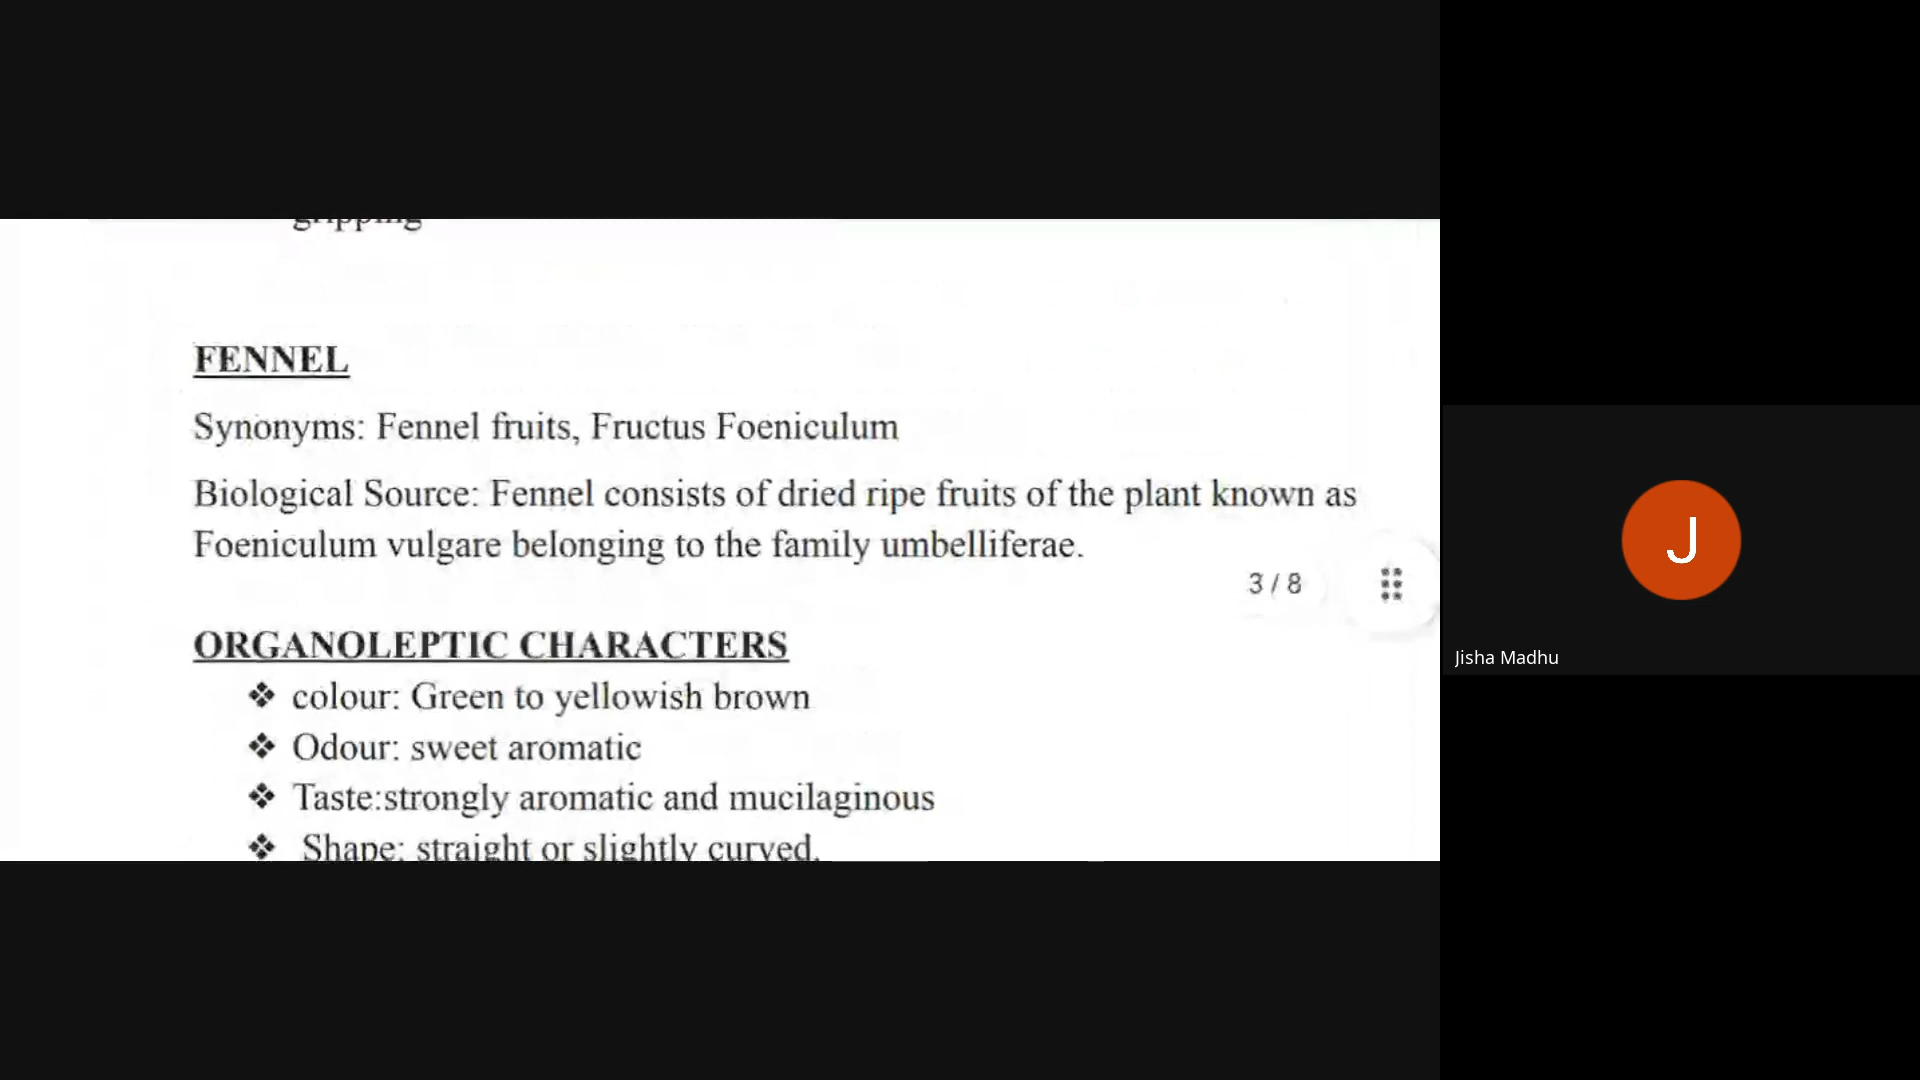 gripping
FENNEL
Synonyms: Fennel fruits, Fructus Foeniculum
Biological Source: Fennel consists of dried ripe fruits of the plant known as
Foeniculum vulgare belonging to the family umbelliferae.
3 / 8
ORGANOLEPTIC CHARACTERS
❖ colour: Green to yellowish brown
❖ Odour: sweet aromatic
❖ Taste:strongly aromatic and mucilaginous
❖ Shape: straight or slightly curved.
J
Jisha Madhu